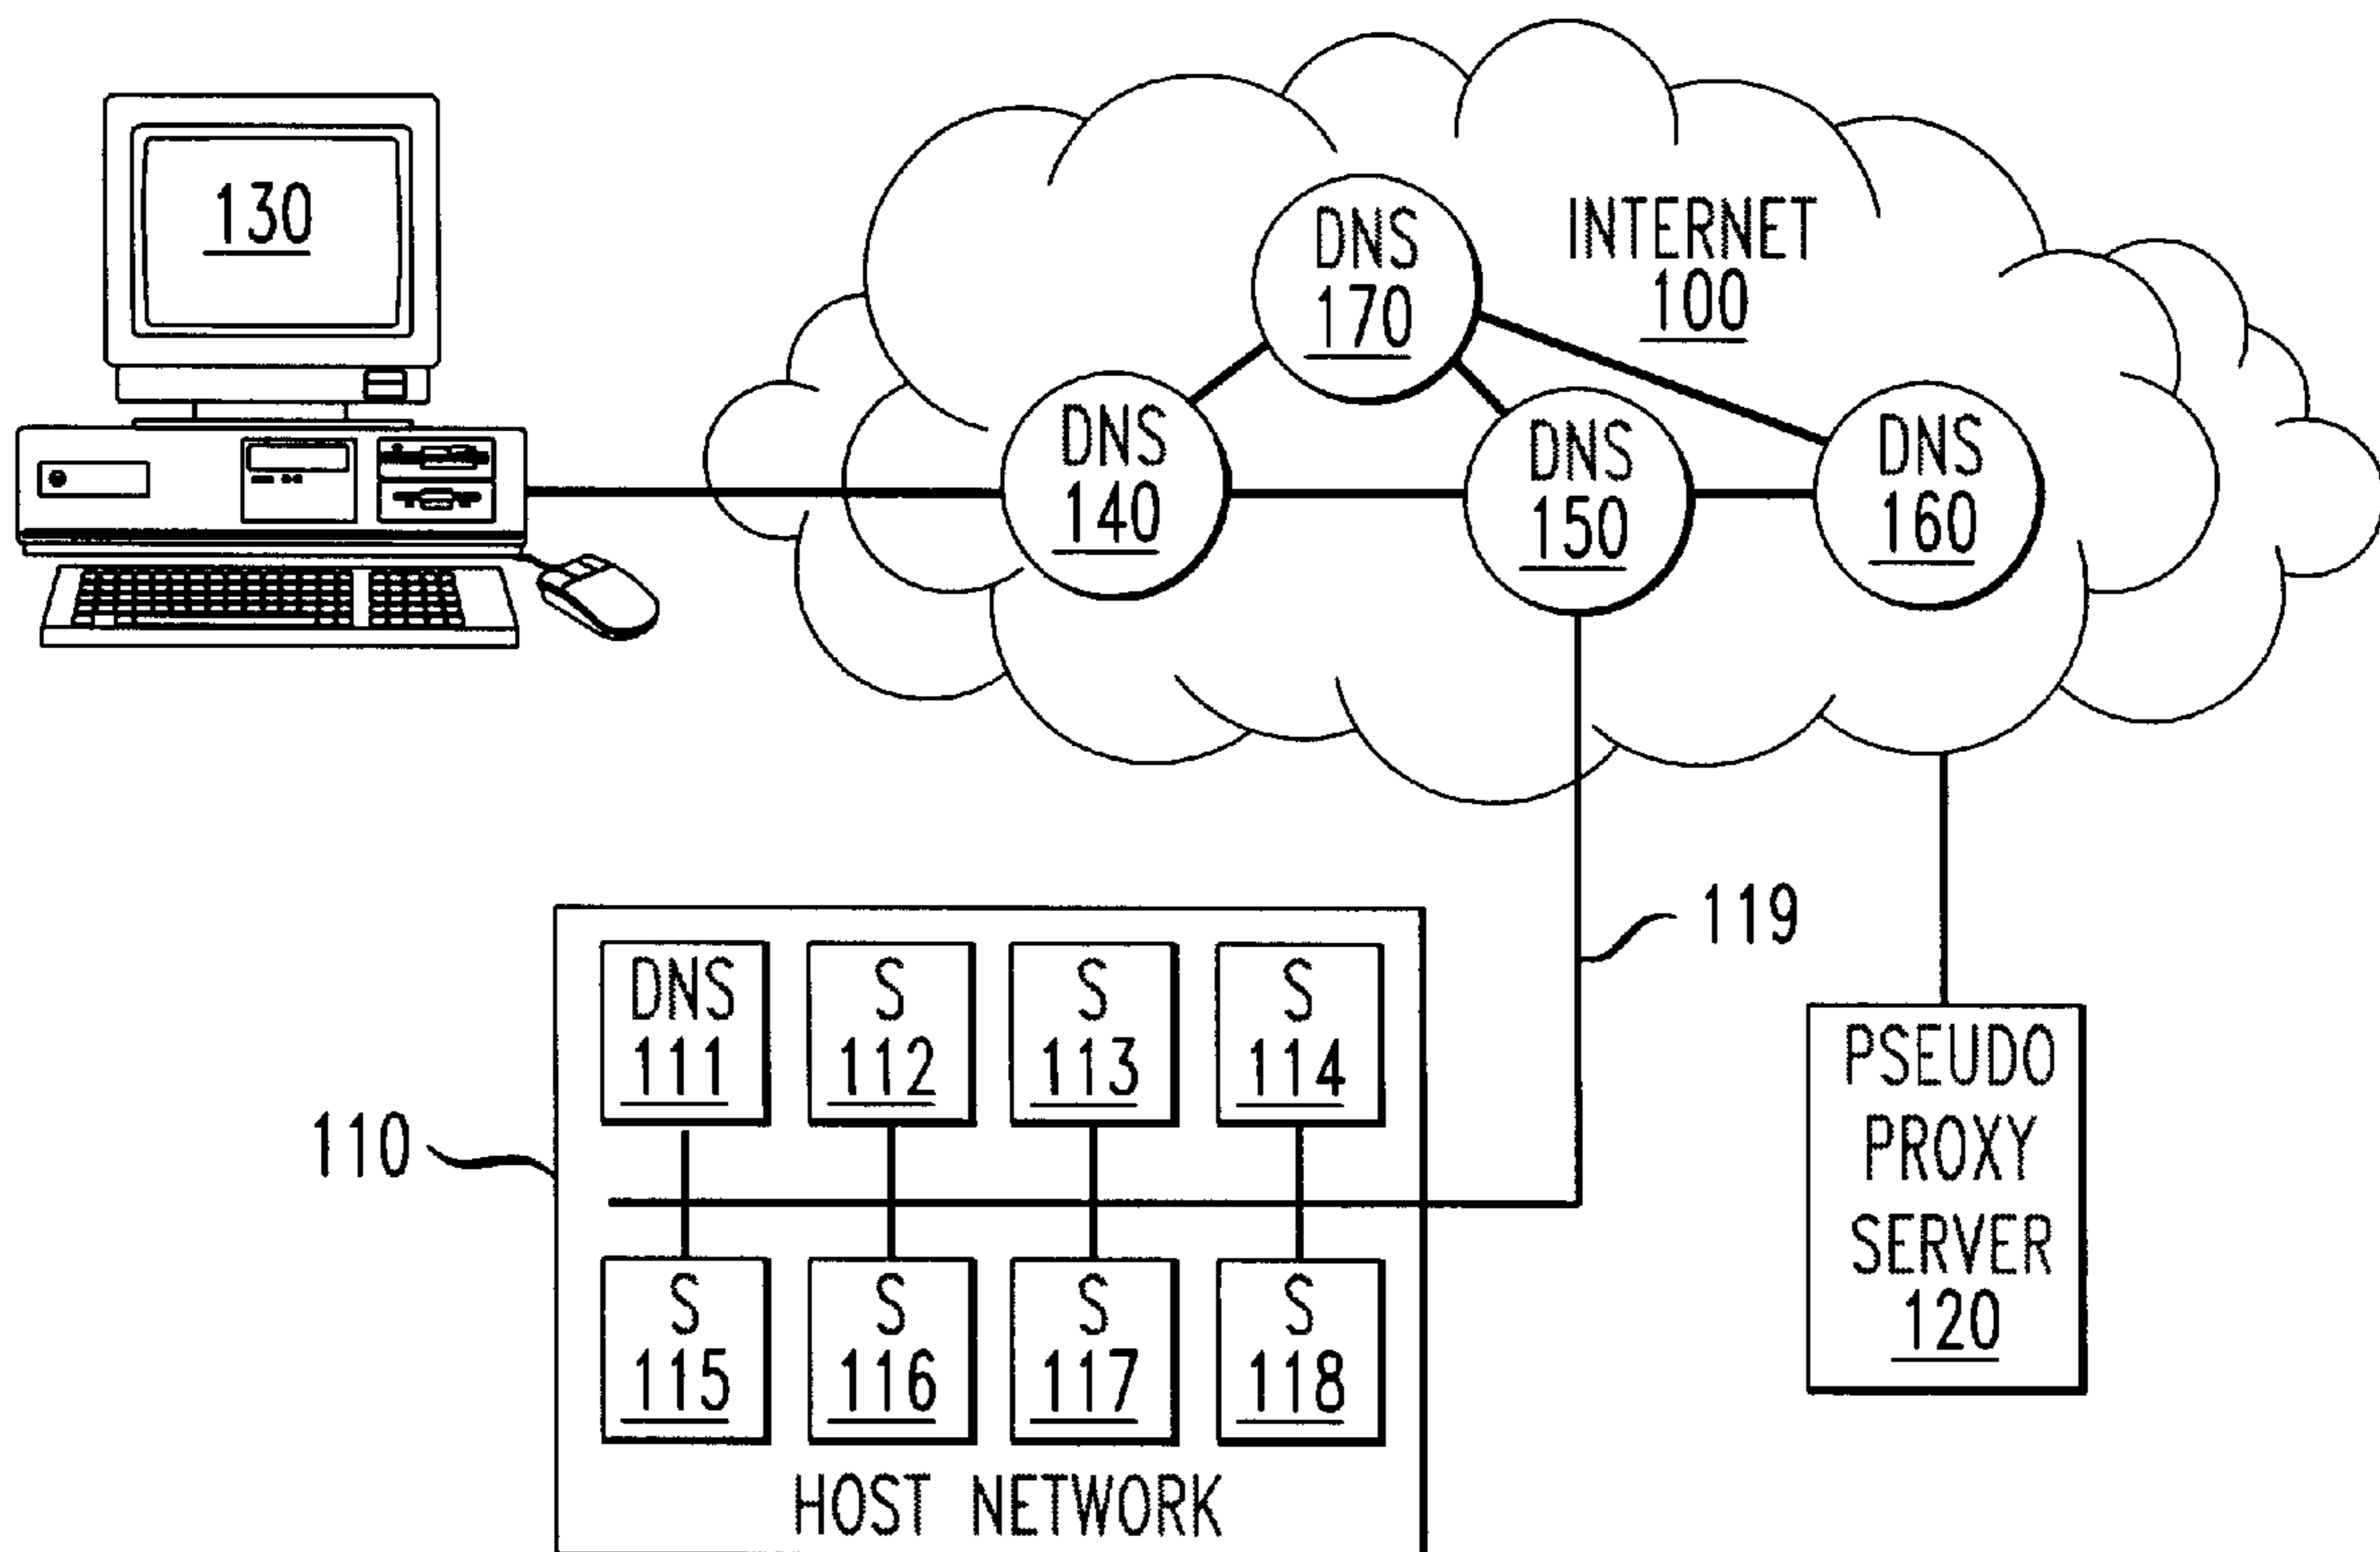 130
DNS
170
INTERNET
100
DNS
140
DNS
150
DNS
160
119
110
DNS
111
S
112
S
113
S
114
S
115
S
116
S
117
S
118
HOST NETWORK
PSEUDO
PROXY
SERVER
120